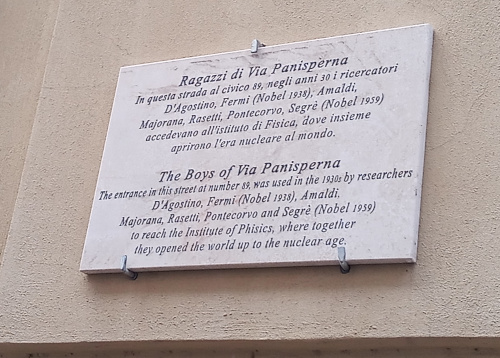 Ragazzi di Via Panisperna
In questa strada al civico 89, negli anni 30 i ricercatori
D'Agostino, Fermi (Nobel 1938), Amaldi,
Majorana, Rasetti, Pontecorvo, Segrè (Nobel 1959)
accedevano all'istituto di Fisica, dove insieme
aprirono l'era nucleare al mondo.
The Boys of Via Panisperna
The entrance in this street at number 89, was used in the 1930s by researchers
D'Agostino, Fermi (Nobel 1938), Amaldi,
Majorana, Rasetti, Pontecorvo and Segrè (Nobel 1959)
to reach the Institute of Phisics, where together
they opened the world up to the nuclear age.